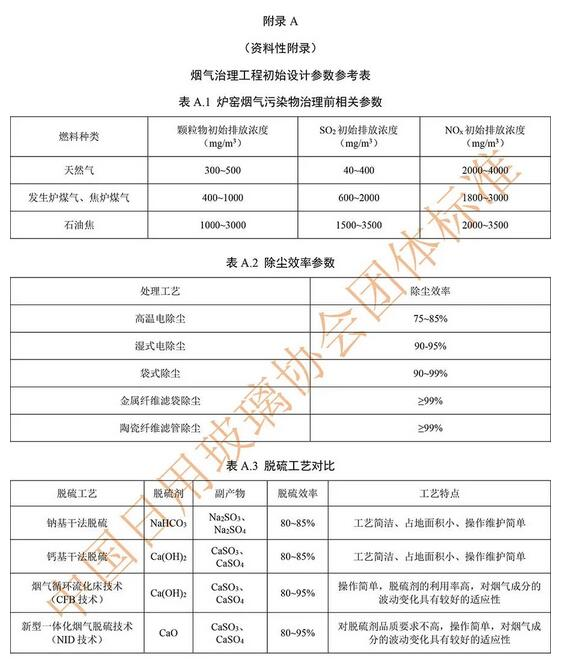 附录 A
（资料性附录）
烟气治理工程初始设计参数参考表
表 A.1 炉窑烟气污染物治理前相关参数
燃料种类 颗粒物初始排放浓度（mg/m³） SO₂初始排放浓度（mg/m³） NOₓ初始排放浓度（mg/m³）
天然气 300~500 40~400 2000~4000
发生炉煤气、焦炉煤气 400~1000 600~2000 1800~3000
石油焦 1000~3000 1500~3500 2000~3500
表 A.2 除尘效率参数
处理工艺 除尘效率
高温电除尘 75~85%
湿式电除尘 90-95%
袋式除尘 90~99%
金属纤维滤袋除尘 ≥99%
陶瓷纤维滤管除尘 ≥99%
表 A.3 脱硫工艺对比
脱硫工艺 脱硫剂 副产物 脱硫效率 工艺特点
钠基干法脱硫 NaHCO3 Na₂SO₃、Na₂SO₄ 80~85% 工艺简洁、占地面积小、操作维护简单
钙基干法脱硫 Ca(OH)₂ CaSO₃、CaSO₄ 80~85% 工艺简洁、占地面积小、操作维护简单
烟气循环流化床技术（CFB 技术） Ca(OH)₂ CaSO₃、CaSO₄ 80~95% 操作简单，脱硫剂的利用率高，对烟气成分的波动变化具有较好的适应性
新型一体化烟气脱硫技术（NID 技术） CaO CaSO₃、CaSO₄ 80~95% 对脱硫剂品质要求不高，操作简单，对烟气成分的波动变化具有较好的适应性
中国日用玻璃协会团体标准